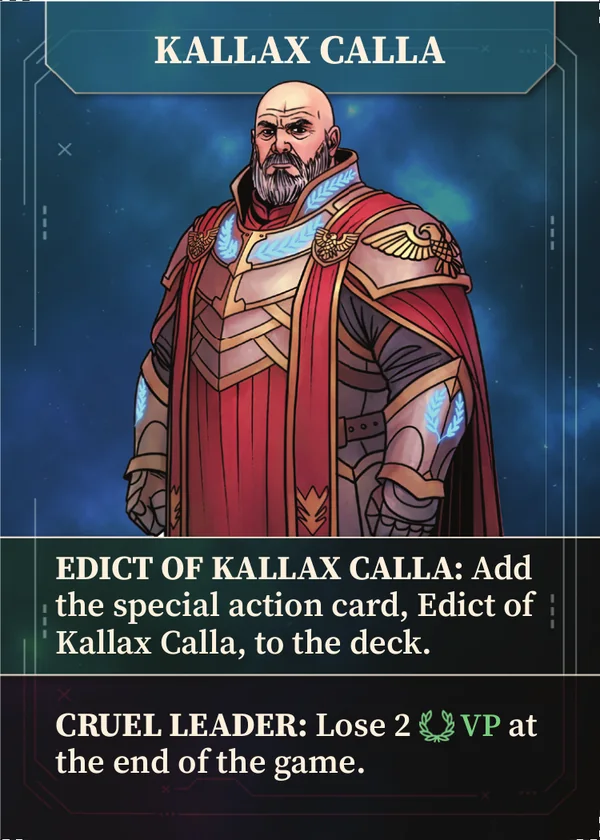 KALLAX CALLA
EDICT OF KALLAX CALLA: Add
the special action card, Edict of
Kallax Calla, to the deck.
CRUEL LEADER: Lose 2 VP at
the end of the game.